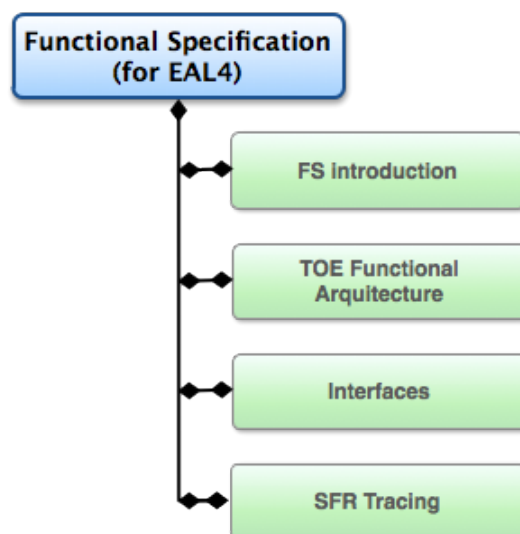 Functional Specification
(for EAL4)
FS introduction
TOE Functional
Arquitecture
Interfaces
SFR Tracing